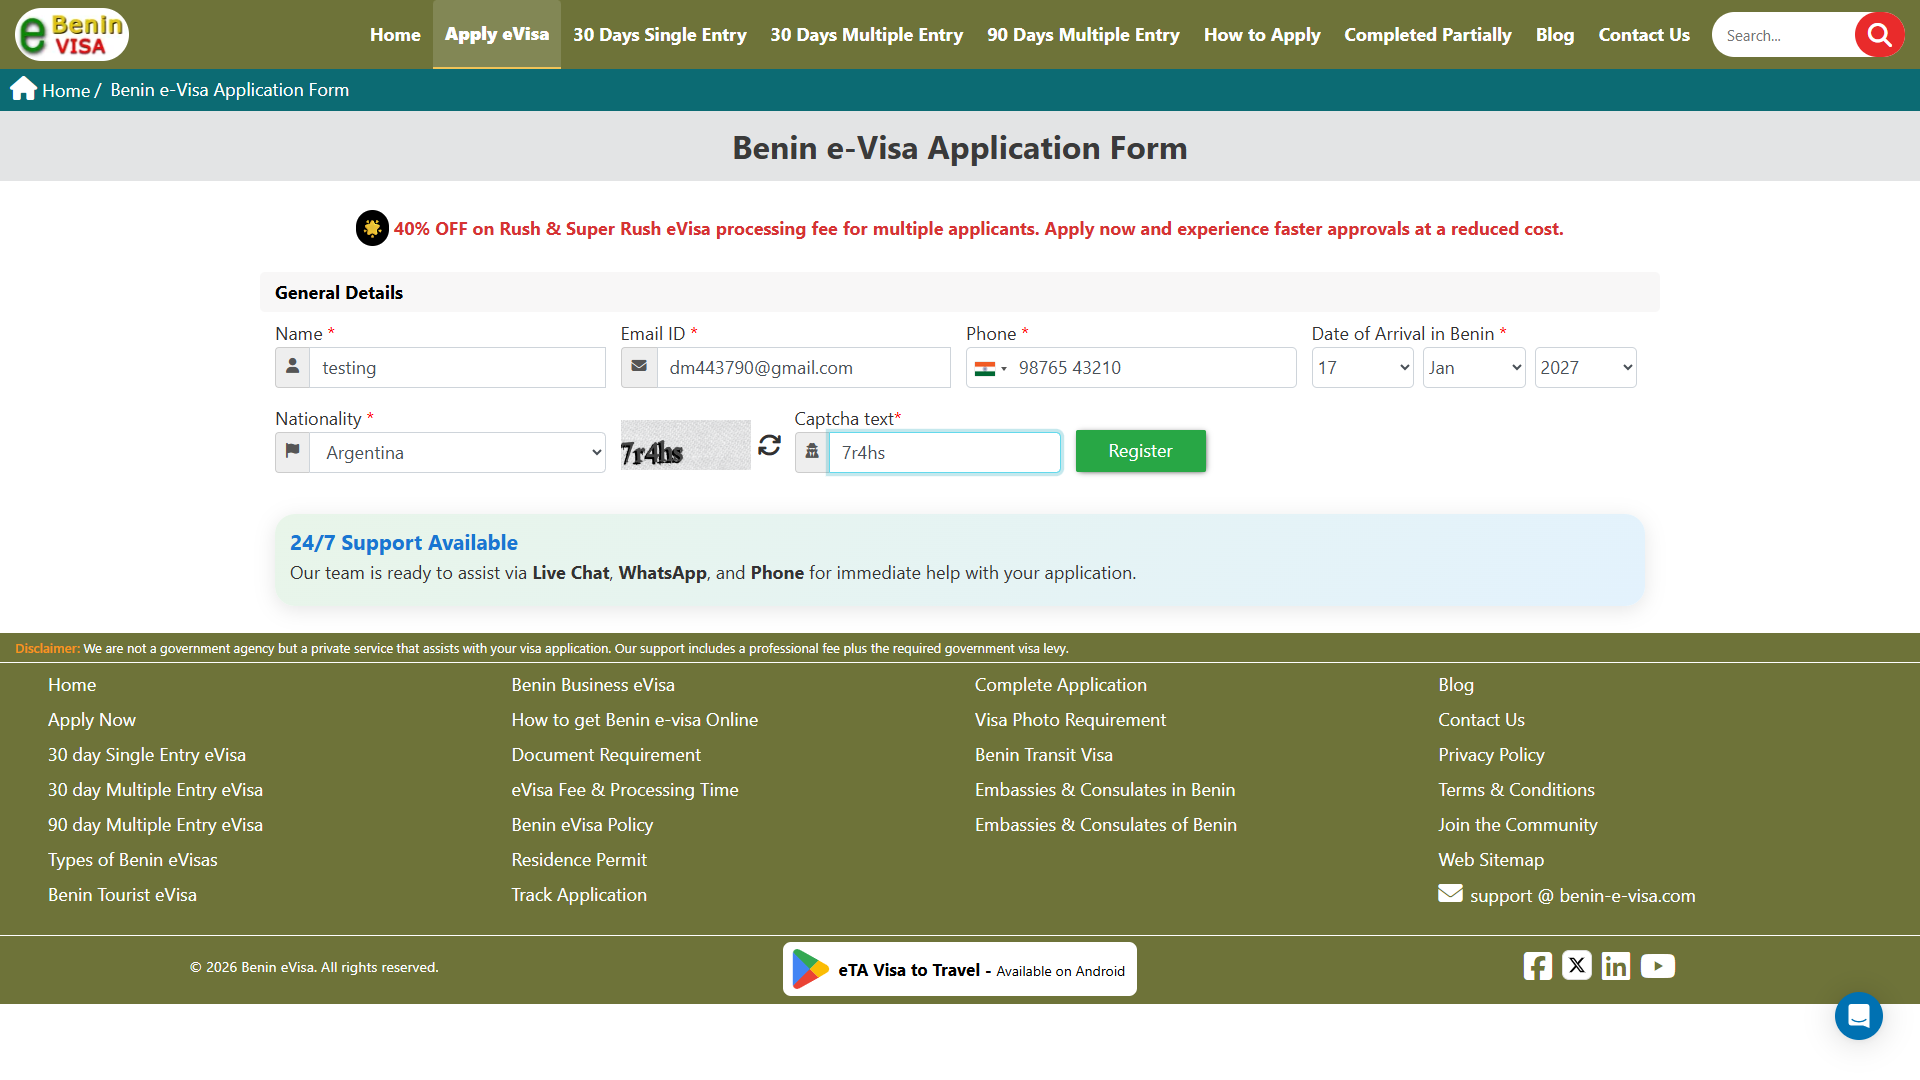 e Benin VISA
Home
Apply eVisa
30 Days Single Entry
30 Days Multiple Entry
90 Days Multiple Entry
How to Apply
Completed Partially
Blog
Contact Us
Search...
Home / Benin e-Visa Application Form
Benin e-Visa Application Form
40% OFF on Rush & Super Rush eVisa processing fee for multiple applicants. Apply now and experience faster approvals at a reduced cost.
General Details
Name *
Email ID *
Phone *
Date of Arrival in Benin *
testing
dm443790@gmail.com
98765 43210
17
Jan
2027
Nationality *
Captcha text*
Argentina
7r4hs
7r4hs
Register
24/7 Support Available
Our team is ready to assist via Live Chat, WhatsApp, and Phone for immediate help with your application.
Disclaimer: We are not a government agency but a private service that assists with your visa application. Our support includes a professional fee plus the required government visa levy.
Home
Apply Now
30 day Single Entry eVisa
30 day Multiple Entry eVisa
90 day Multiple Entry eVisa
Types of Benin eVisas
Benin Tourist eVisa
Benin Business eVisa
How to get Benin e-visa Online
Document Requirement
eVisa Fee & Processing Time
Benin eVisa Policy
Residence Permit
Track Application
Complete Application
Visa Photo Requirement
Benin Transit Visa
Embassies & Consulates in Benin
Embassies & Consulates of Benin
Blog
Contact Us
Privacy Policy
Terms & Conditions
Join the Community
Web Sitemap
support @ benin-e-visa.com
© 2026 Benin eVisa. All rights reserved.
eTA Visa to Travel - Available on Android